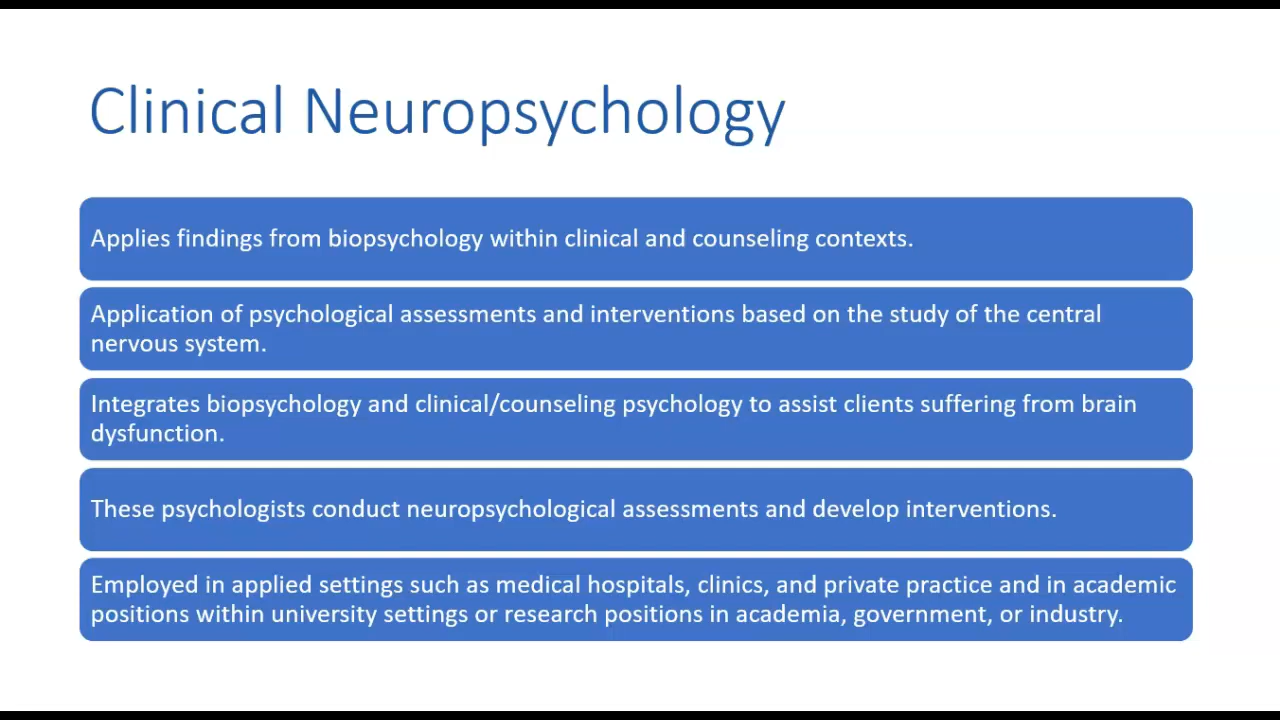 Clinical Neuropsychology
Applies findings from biopsychology within clinical and counseling contexts.
Application of psychological assessments and interventions based on the study of the central
nervous system.
Integrates biopsychology and clinical/counseling psychology to assist clients suffering from brain
dysfunction.
These psychologists conduct neuropsychological assessments and develop interventions.
Employed in applied settings such as medical hospitals, clinics, and private practice and in academic
positions within university settings or research positions in academia, government, or industry.